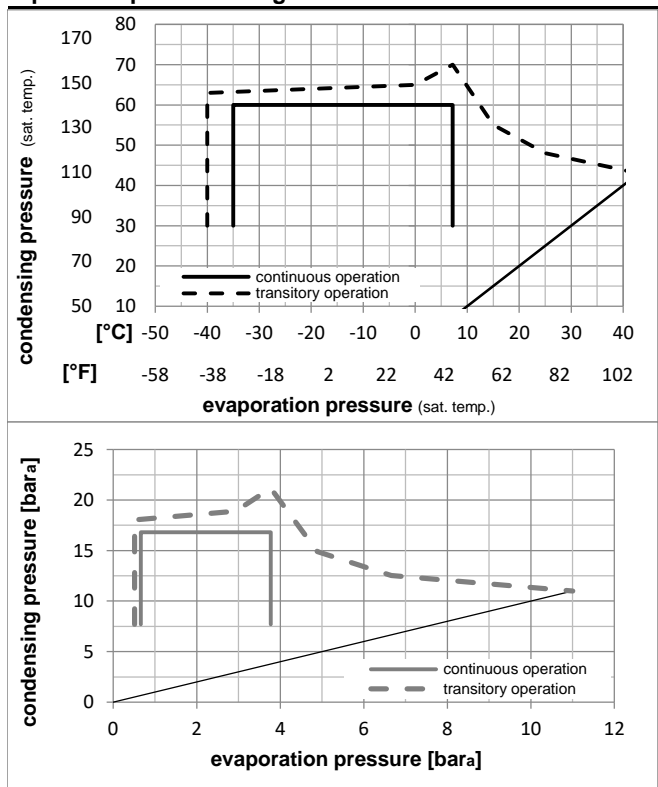 170 80
70
150 60
130 50
110 40
90 30
70 20
50 10
condensing pressure (sat. temp.)
continuous operation
transitory operation
[°C] -50 -40 -30 -20 -10 0 10 20 30 40
[°F] -58 -38 -18 2 22 42 62 82 102
evaporation pressure (sat. temp.)
25
20
15
10
5
0
condensing pressure [bara]
continuous operation
transitory operation
0 2 4 6 8 10 12
evaporation pressure [bara]